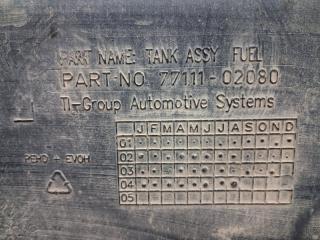 PART NAME: TANK ASSY FUEL
PART-NO 77111-02080
TI-Group Automotive Systems
J F M A M J J A S O N D
01
02
03
04
05
PEHD + EVOH